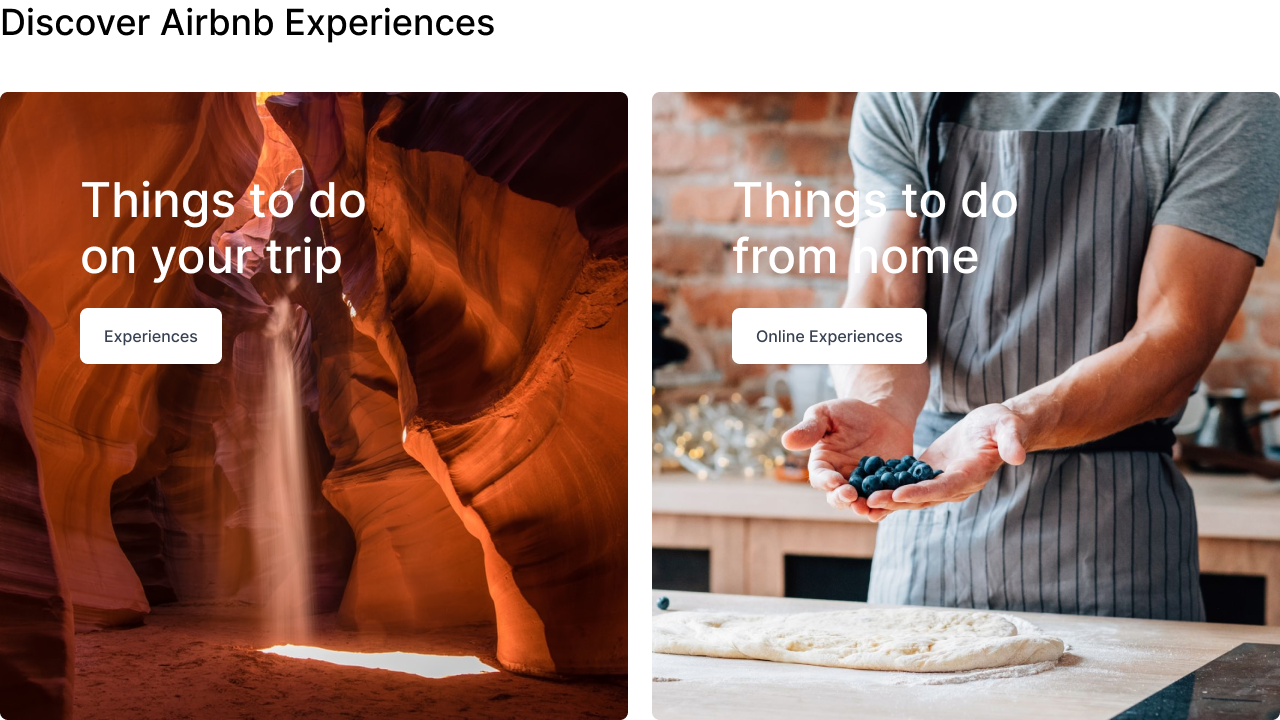 Discover Airbnb Experiences
Things to do
on your trip
Experiences
Things to do
from home
Online Experiences